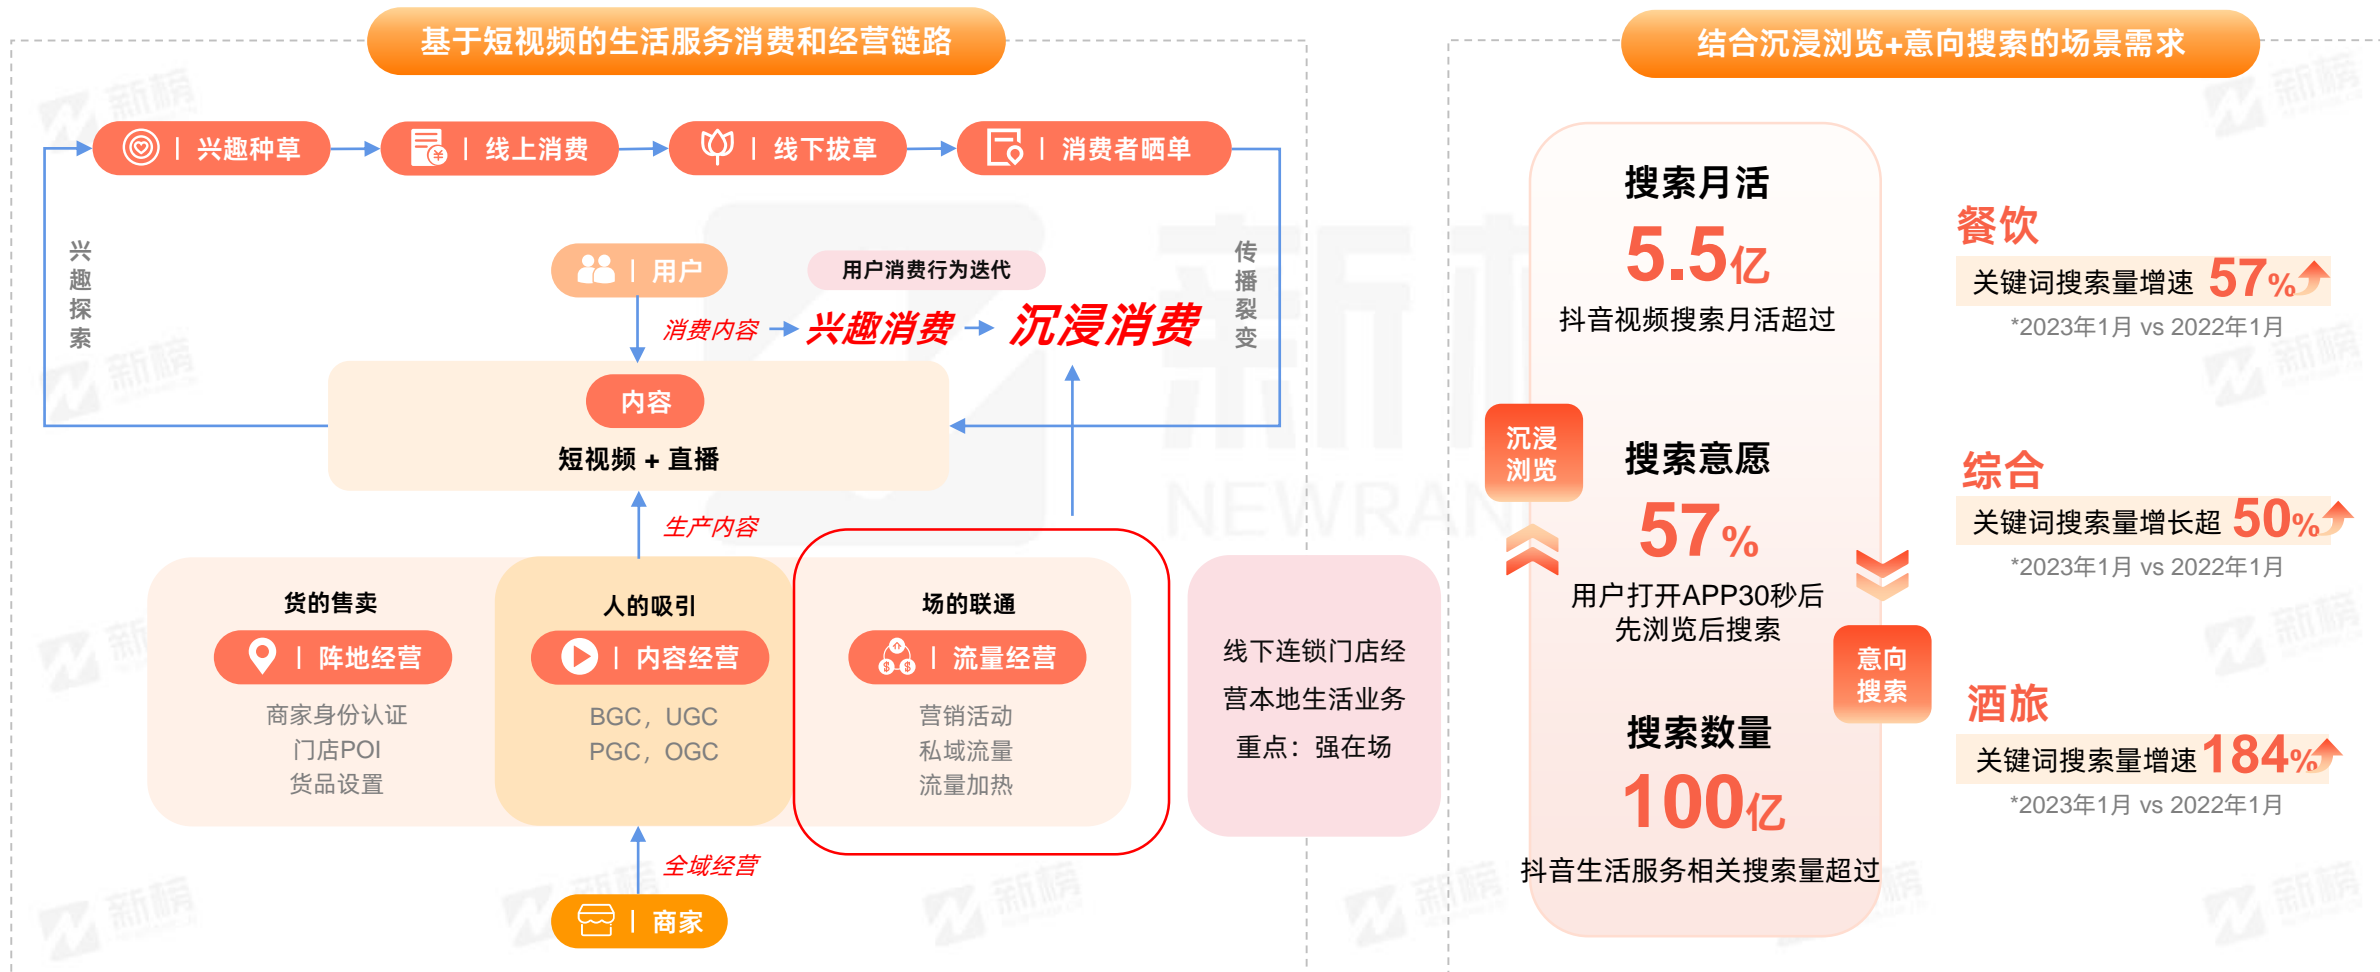 基于短视频的生活服务消费和经营链路
兴趣种草
线上消费
线下拔草
消费者晒单
兴趣探索
传播裂变
用户
用户消费行为迭代
消费内容
兴趣消费
沉浸消费
内容
短视频 + 直播
生产内容
货的售卖
阵地经营
商家身份认证
门店POI
货品设置
人的吸引
内容经营
BGC，UGC
PGC，OGC
场的联通
流量经营
营销活动
私域流量
流量加热
全域经营
商家
线下连锁门店经
营本地生活业务
重点：强在场
结合沉浸浏览+意向搜索的场景需求
搜索月活
5.5亿
抖音视频搜索月活超过
沉浸
浏览
搜索意愿
57%
用户打开APP30秒后
先浏览后搜索
意向
搜索
搜索数量
100亿
抖音生活服务相关搜索量超过
餐饮
关键词搜索量增速 57%
*2023年1月 vs 2022年1月
综合
关键词搜索量增长超 50%
*2023年1月 vs 2022年1月
酒旅
关键词搜索量增速 184%
*2023年1月 vs 2022年1月
新榜
NEWRAN